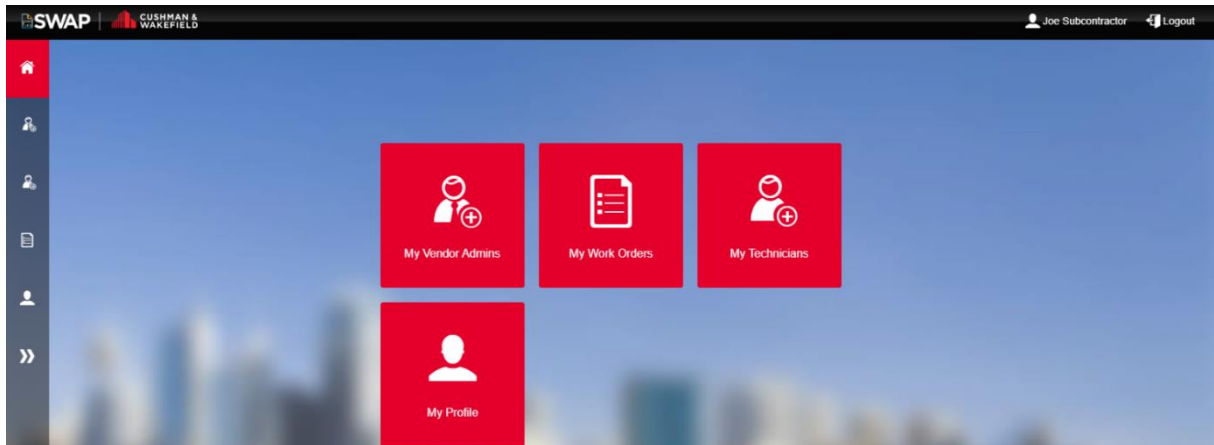 SWAP
CUSHMAN &
WAKEFIELD
Joe Subcontractor
Logout
My Vendor Admins
My Work Orders
My Technicians
My Profile